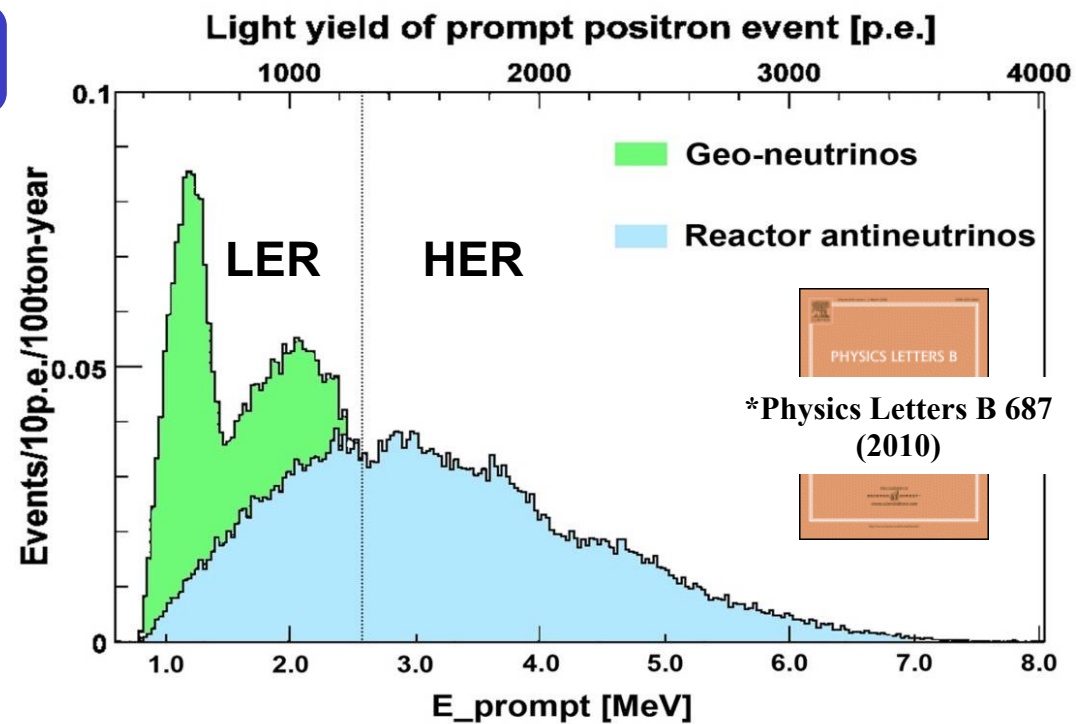 Light yield of prompt positron event [p.e.]
1000
2000
3000
4000
0.1
0.05
0
Events/10p.e./100ton-year
Geo-neutrinos
Reactor antineutrinos
LER
HER
PHYSICS LETTERS B
*Physics Letters B 687
(2010)
1.0
2.0
3.0
4.0
5.0
6.0
7.0
8.0
E_prompt [MeV]